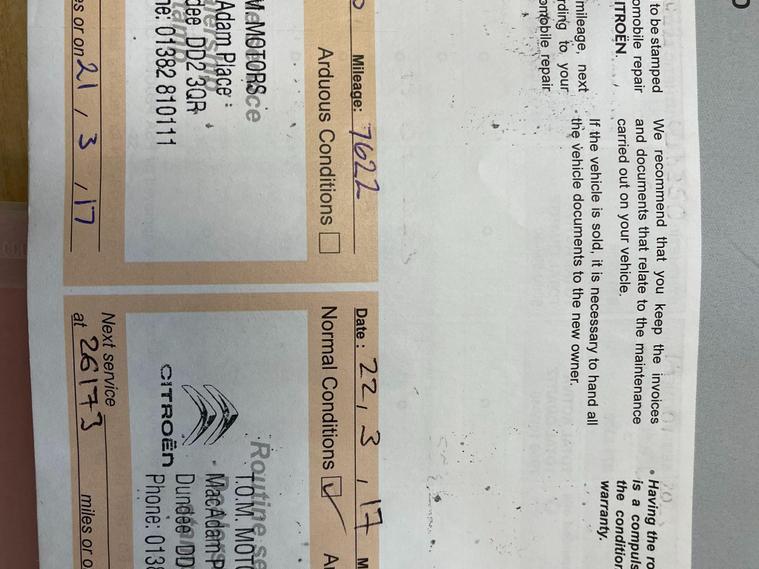 to be stamped
omobile repair
ITROËN.
mileage, next
rding to your
omobile repair
We recommend that you keep the invoices
and documents that relate to the maintenance
carried out on your vehicle.
If the vehicle is sold, it is necessary to hand all
the vehicle documents to the new owner.
• Having the ro
is a compuls
the condition
warranty.
Mileage: 7622
Arduous Conditions
M MOTORS
Adam Place
dee DD2 3QR
ne: 01382 810111
es or on 21 / 3 / 17
Date: 22 / 3 / 17
Normal Conditions ✓
Routine se
TOM MOTO
MacAdam P
Dundee DD
Phone: 0138
CITROËN
Next service
at 26173 miles or o